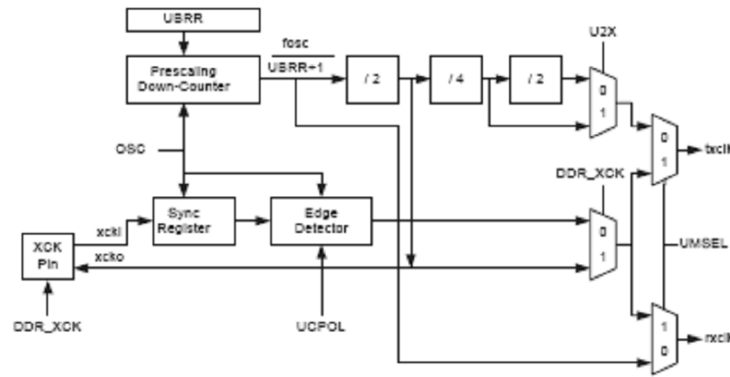 UBRR
fosc
U2X
Prescaling
Down-Counter
UBRR+1
/ 2
/ 4
/ 2
0
1
OSC
0
1
txclk
DDR_XCK
xcki
Sync
Register
Edge
Detector
0
1
UMSEL
XCK
Pin
xcko
DDR_XCK
UCPOL
1
0
rxclk